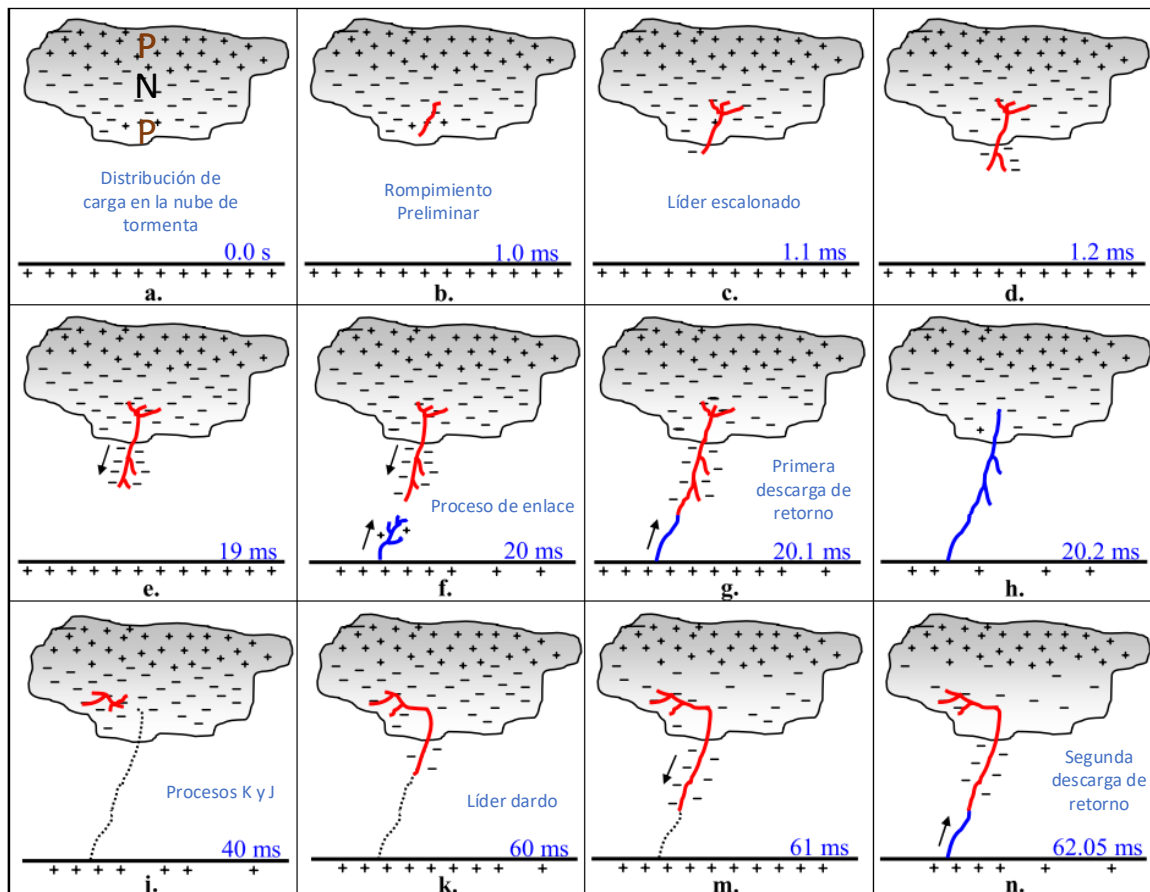 P
N
P
Distribución de
carga en la nube de
tormenta
0.0 s
a.
Rompimiento
Preliminar
1.0 ms
b.
Líder escalonado
1.1 ms
c.
1.2 ms
d.
19 ms
e.
Proceso de enlace
20 ms
f.
Primera
descarga de
retorno
20.1 ms
g.
20.2 ms
h.
Procesos K y J
40 ms
Líder dardo
60 ms
k.
61 ms
m.
Segunda
descarga de
retorno
62.05 ms
n.